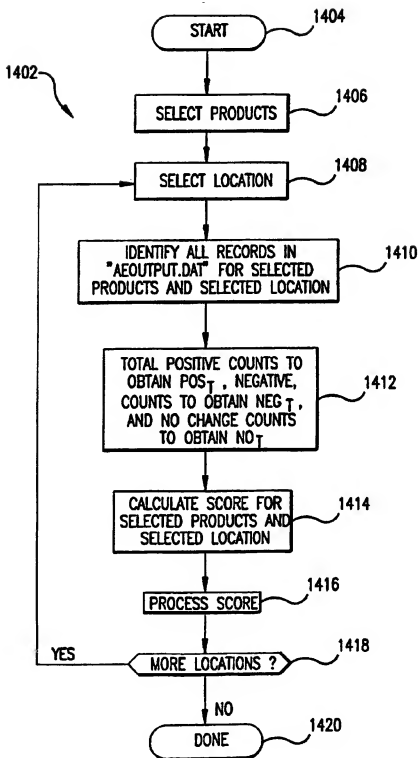 1402
START
1404
SELECT PRODUCTS
1406
SELECT LOCATION
1408
IDENTIFY ALL RECORDS IN
"AEOUTPUT.DAT" FOR SELECTED
PRODUCTS AND SELECTED LOCATION
1410
TOTAL POSITIVE COUNTS TO
OBTAIN POST, NEGATIVE,
COUNTS TO OBTAIN NEGT,
AND NO CHANGE COUNTS
TO OBTAIN NOT
1412
CALCULATE SCORE FOR
SELECTED PRODUCTS AND
SELECTED LOCATION
1414
PROCESS SCORE
1416
YES
MORE LOCATIONS ?
1418
NO
DONE
1420